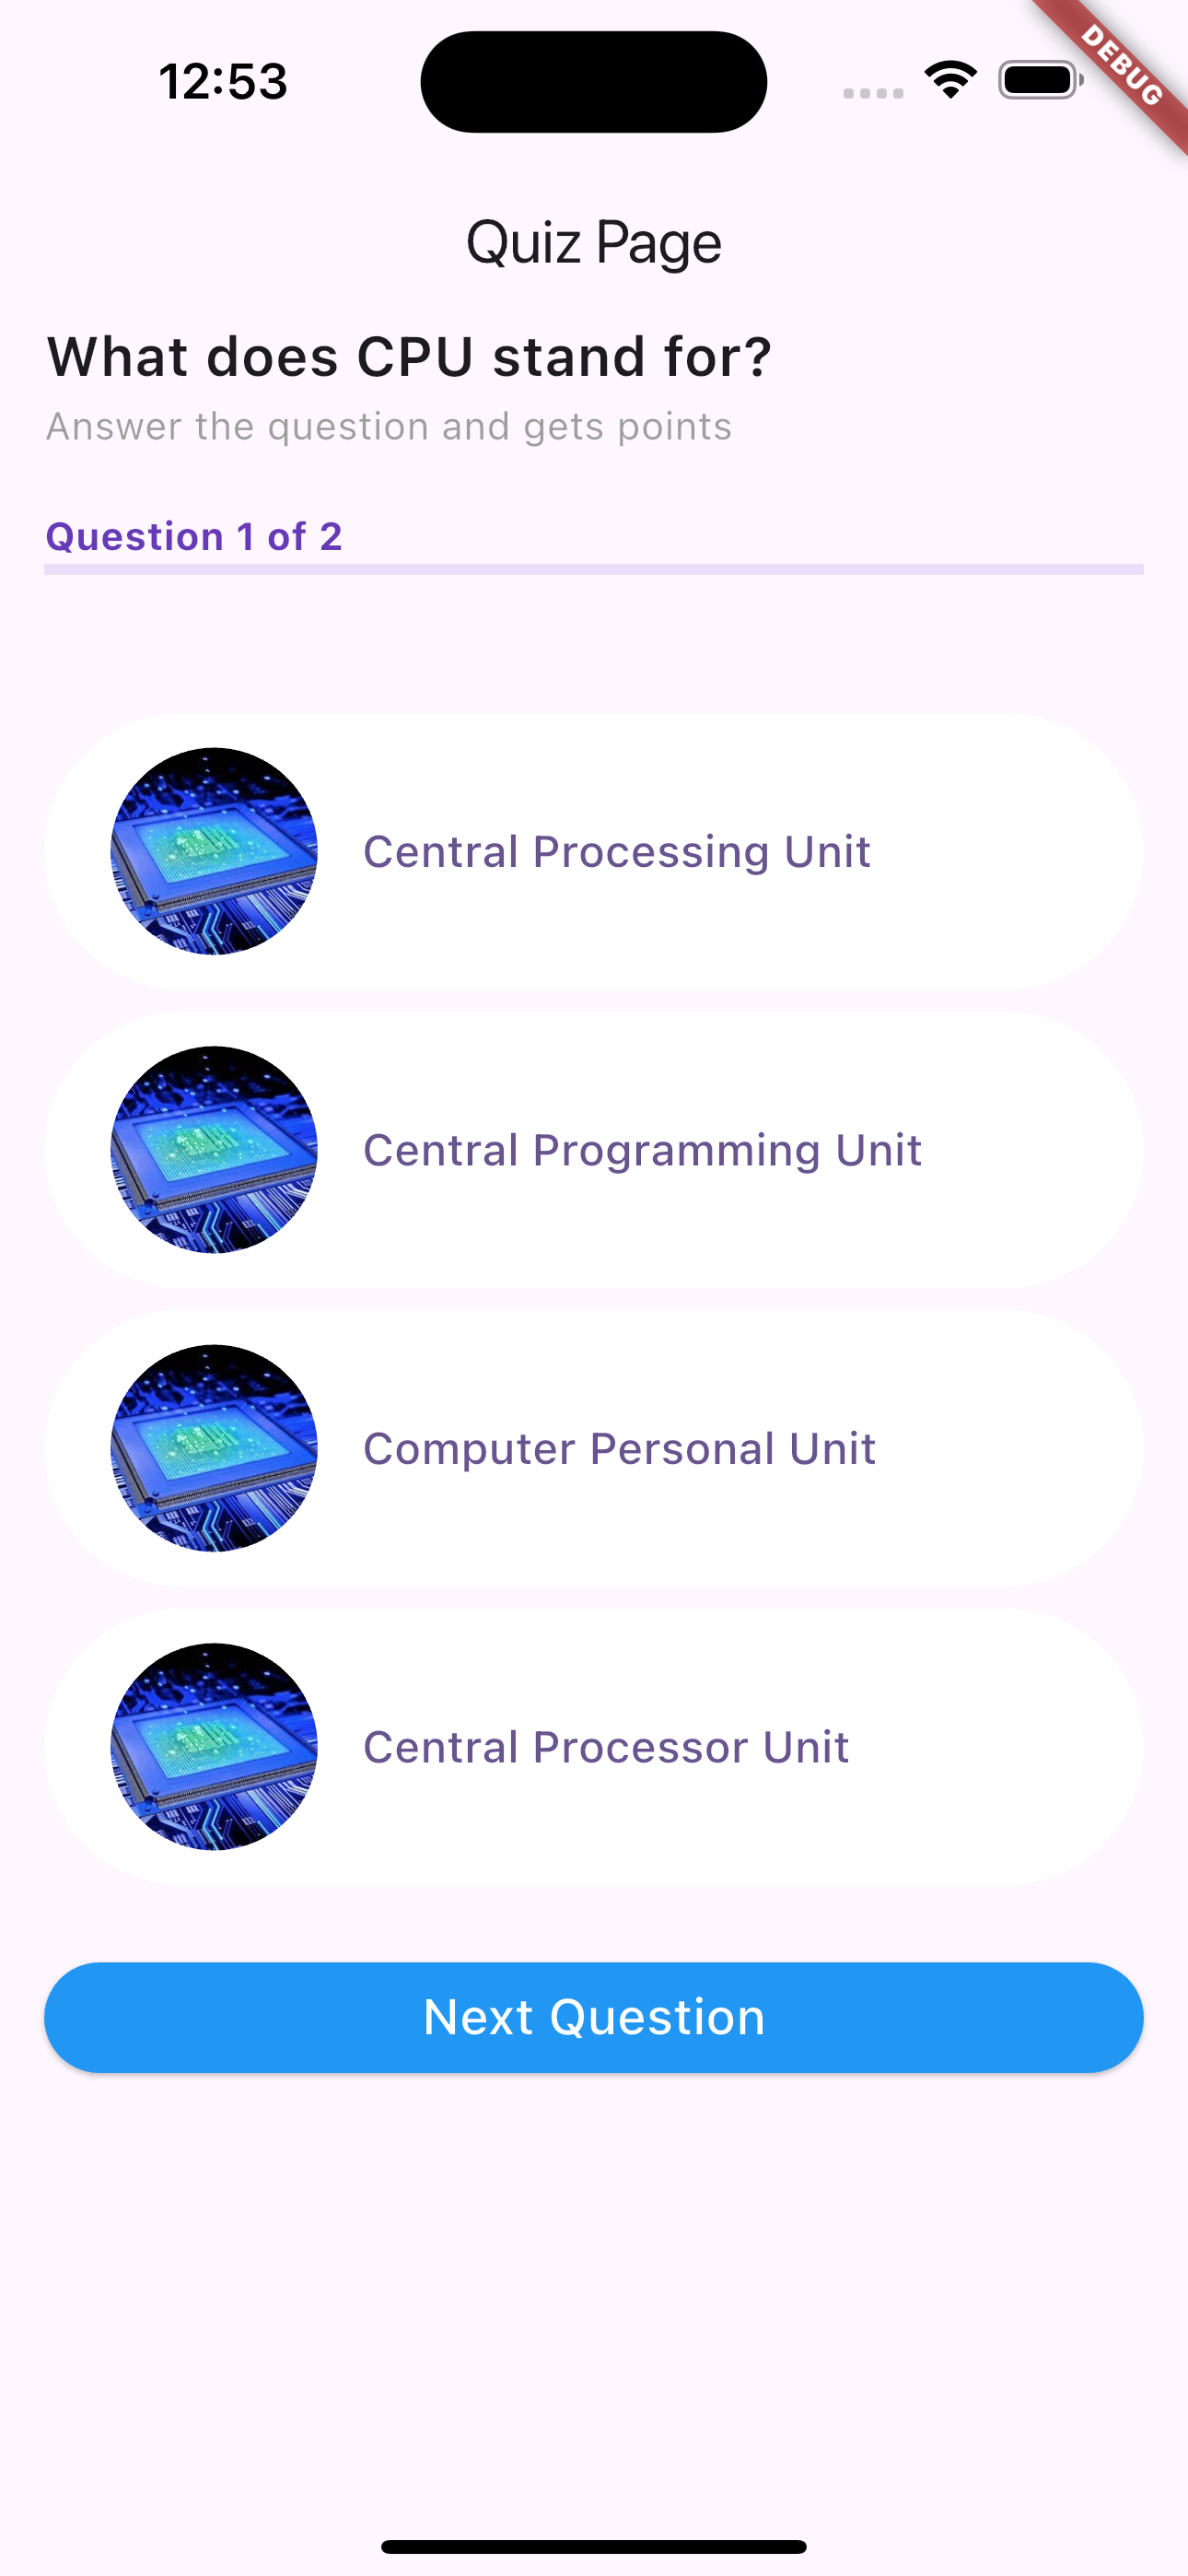 12:53
DEBUG
Quiz Page
What does CPU stand for?
Answer the question and gets points
Question 1 of 2
Central Processing Unit
Central Programming Unit
Computer Personal Unit
Central Processor Unit
Next Question